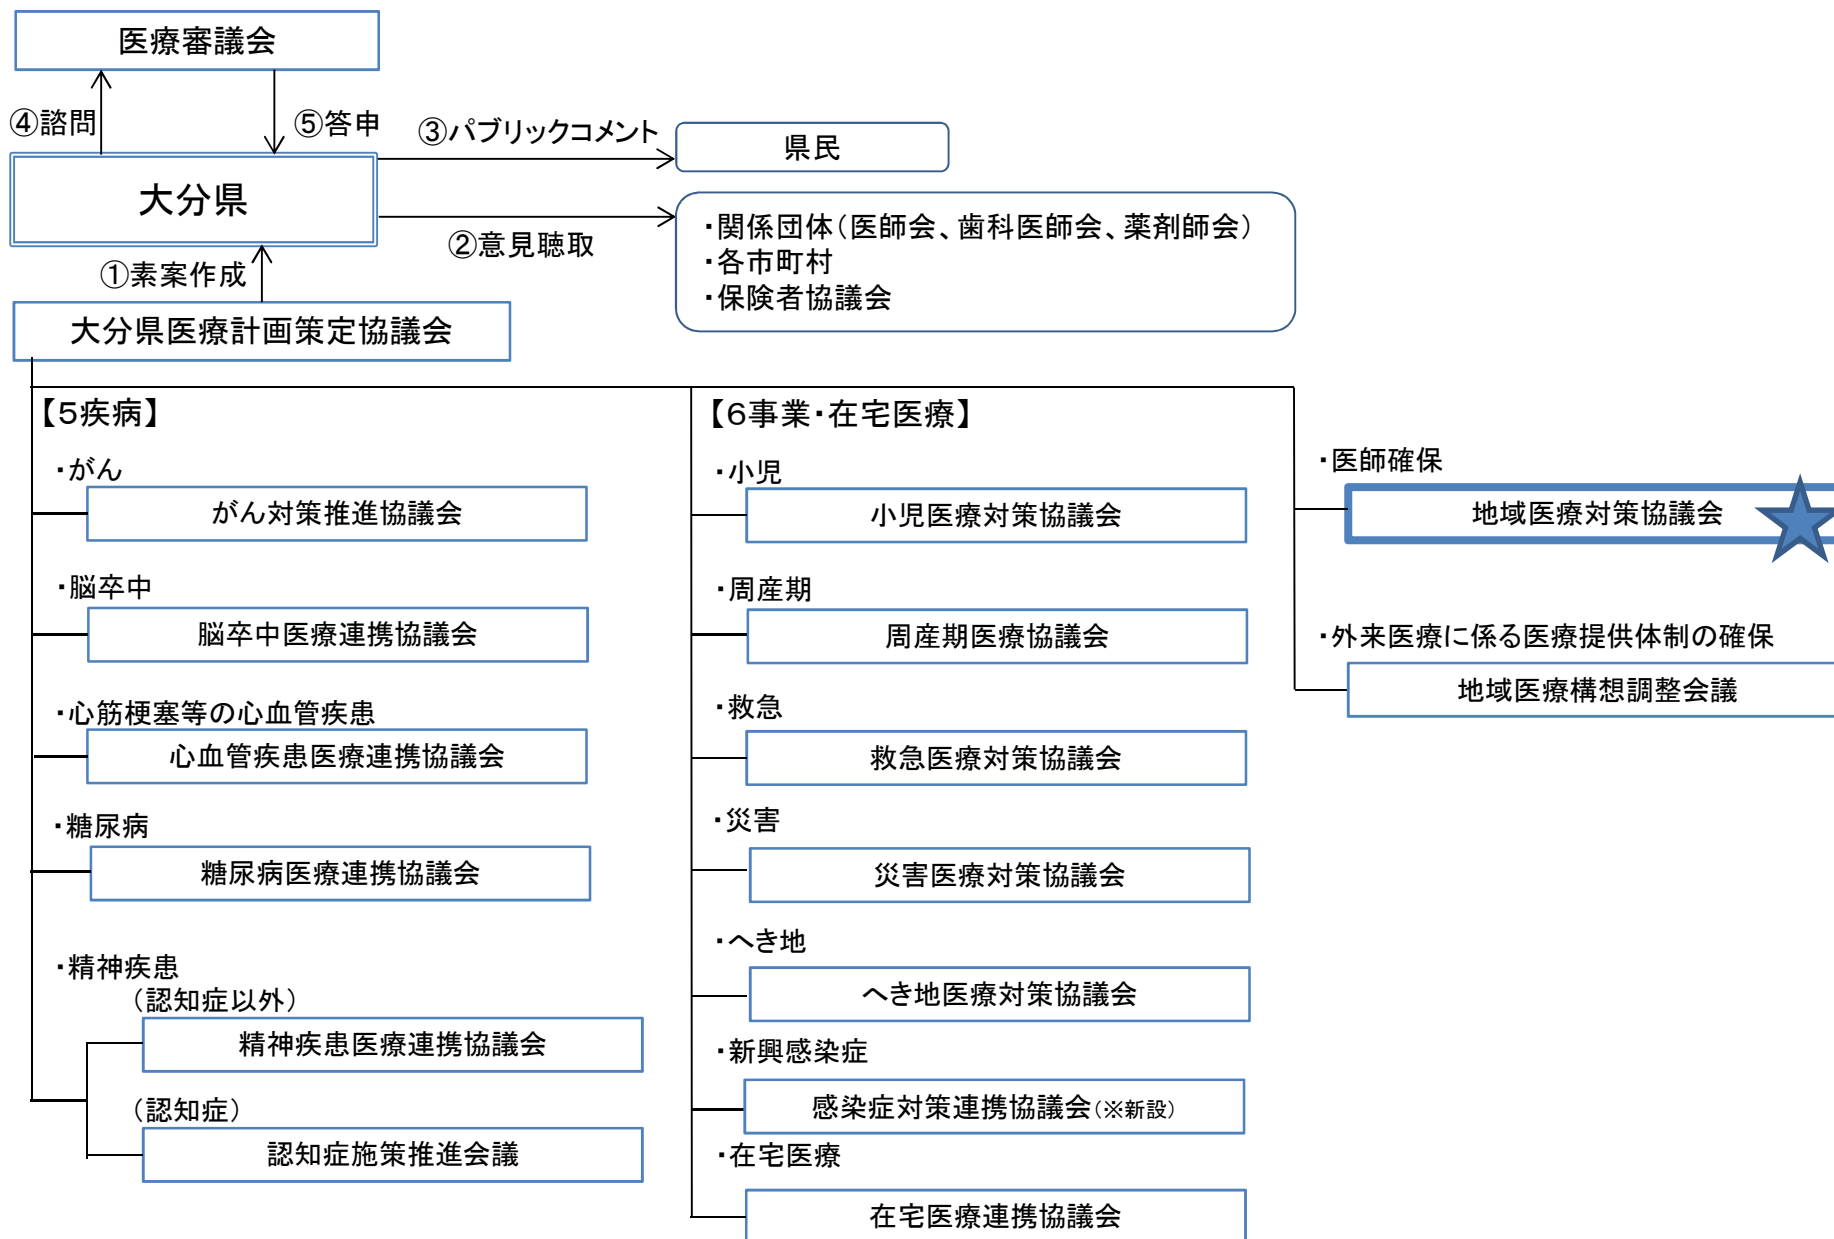 医療審議会
④諮問
⑤答申
③パブリックコメント
県民
大分県
②意見聴取
・関係団体（医師会、歯科医師会、薬剤師会）
・各市町村
・保険者協議会
①素案作成
大分県医療計画策定協議会
【５疾病】
・がん
がん対策推進協議会
・脳卒中
脳卒中医療連携協議会
・心筋梗塞等の心血管疾患
心血管疾患医療連携協議会
・糖尿病
糖尿病医療連携協議会
・精神疾患
（認知症以外）
精神疾患医療連携協議会
（認知症）
認知症施策推進会議
【６事業・在宅医療】
・小児
小児医療対策協議会
・周産期
周産期医療協議会
・救急
救急医療対策協議会
・災害
災害医療対策協議会
・へき地
へき地医療対策協議会
・新興感染症
感染症対策連携協議会（※新設）
・在宅医療
在宅医療連携協議会
・医師確保
地域医療対策協議会
・外来医療に係る医療提供体制の確保
地域医療構想調整会議